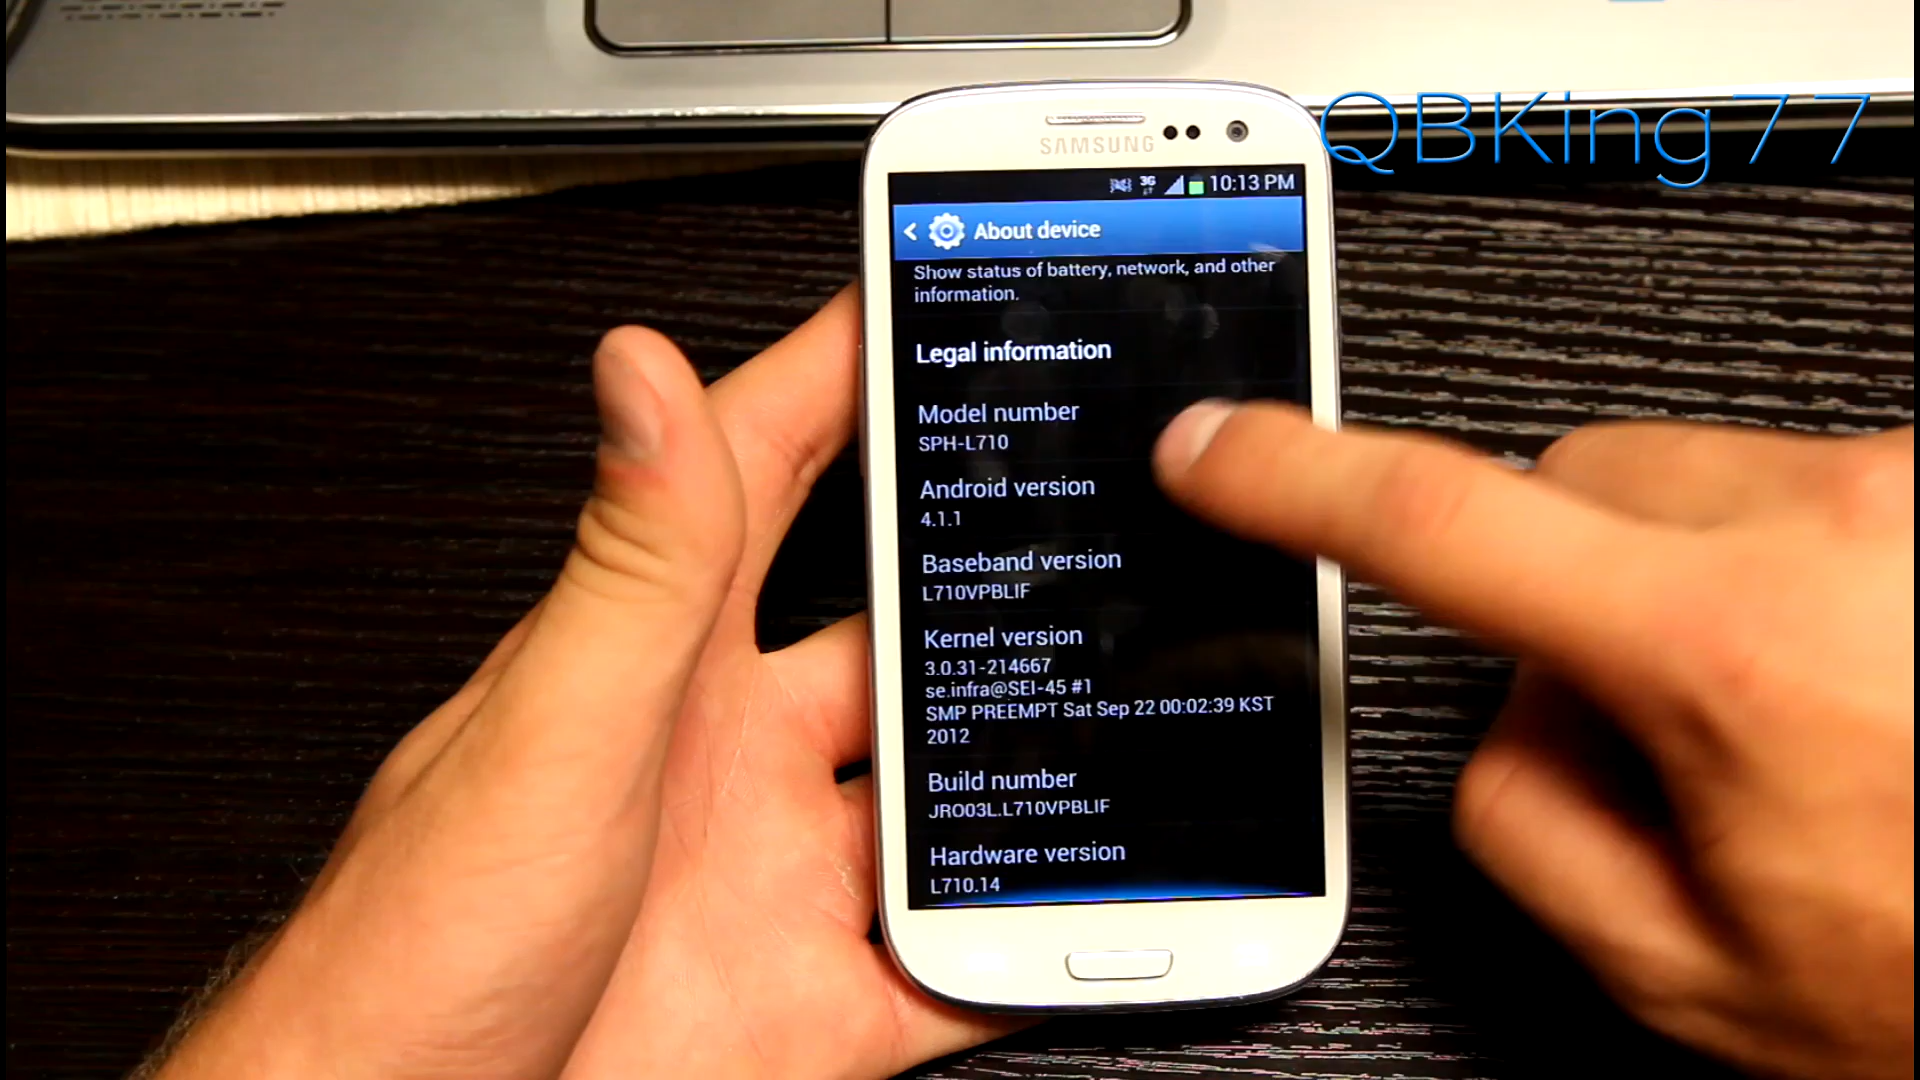 QBKing77
SAMSUNG
3G
10:13 PM
About device
Show status of battery, network, and other
information.
Legal information
Model number
SPH-L710
Android version
4.1.1
Baseband version
L710VPBLIF
Kernel version
3.0.31-214667
se.infra@SEI-45 #1
SMP PREEMPT Sat Sep 22 00:02:39 KST
2012
Build number
JRO03L.L710VPBLIF
Hardware version
L710.14